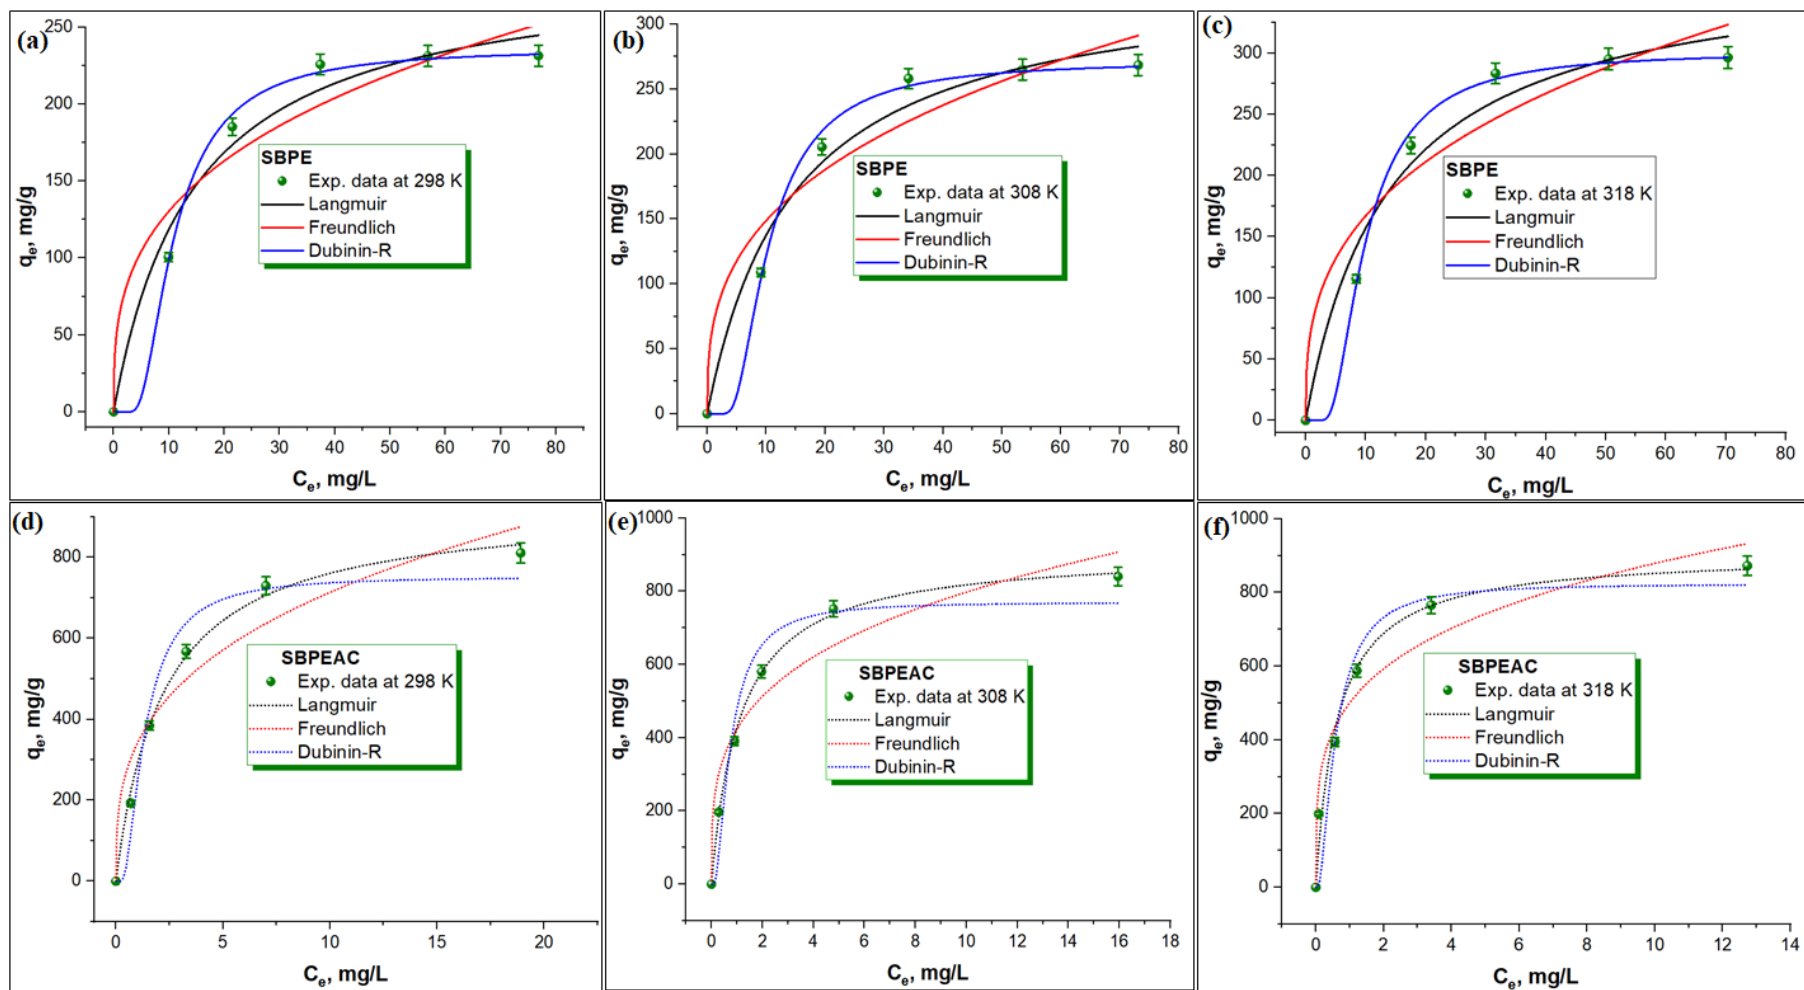 (a)
250
200
150
100
50
0
qe, mg/g
SBPE
Exp. data at 298 K
Langmuir
Freundlich
Dubinin-R
0 10 20 30 40 50 60 70 80
Ce, mg/L
(b)
300
250
200
150
100
50
0
qe, mg/g
SBPE
Exp. data at 308 K
Langmuir
Freundlich
Dubinin-R
0 10 20 30 40 50 60 70 80
Ce, mg/L
(c)
300
250
200
150
100
50
0
qe, mg/g
SBPE
Exp. data at 318 K
Langmuir
Freundlich
Dubinin-R
0 10 20 30 40 50 60 70 80
Ce, mg/L
(d)
800
600
400
200
0
qe, mg/g
SBPEAC
Exp. data at 298 K
Langmuir
Freundlich
Dubinin-R
0 5 10 15 20
Ce, mg/L
(e)
1000
800
600
400
200
0
qe, mg/g
SBPEAC
Exp. data at 308 K
Langmuir
Freundlich
Dubinin-R
0 2 4 6 8 10 12 14 16 18
Ce, mg/L
(f)
1000
800
600
400
200
0
qe, mg/g
SBPEAC
Exp. data at 318 K
Langmuir
Freundlich
Dubinin-R
0 2 4 6 8 10 12 14
Ce, mg/L